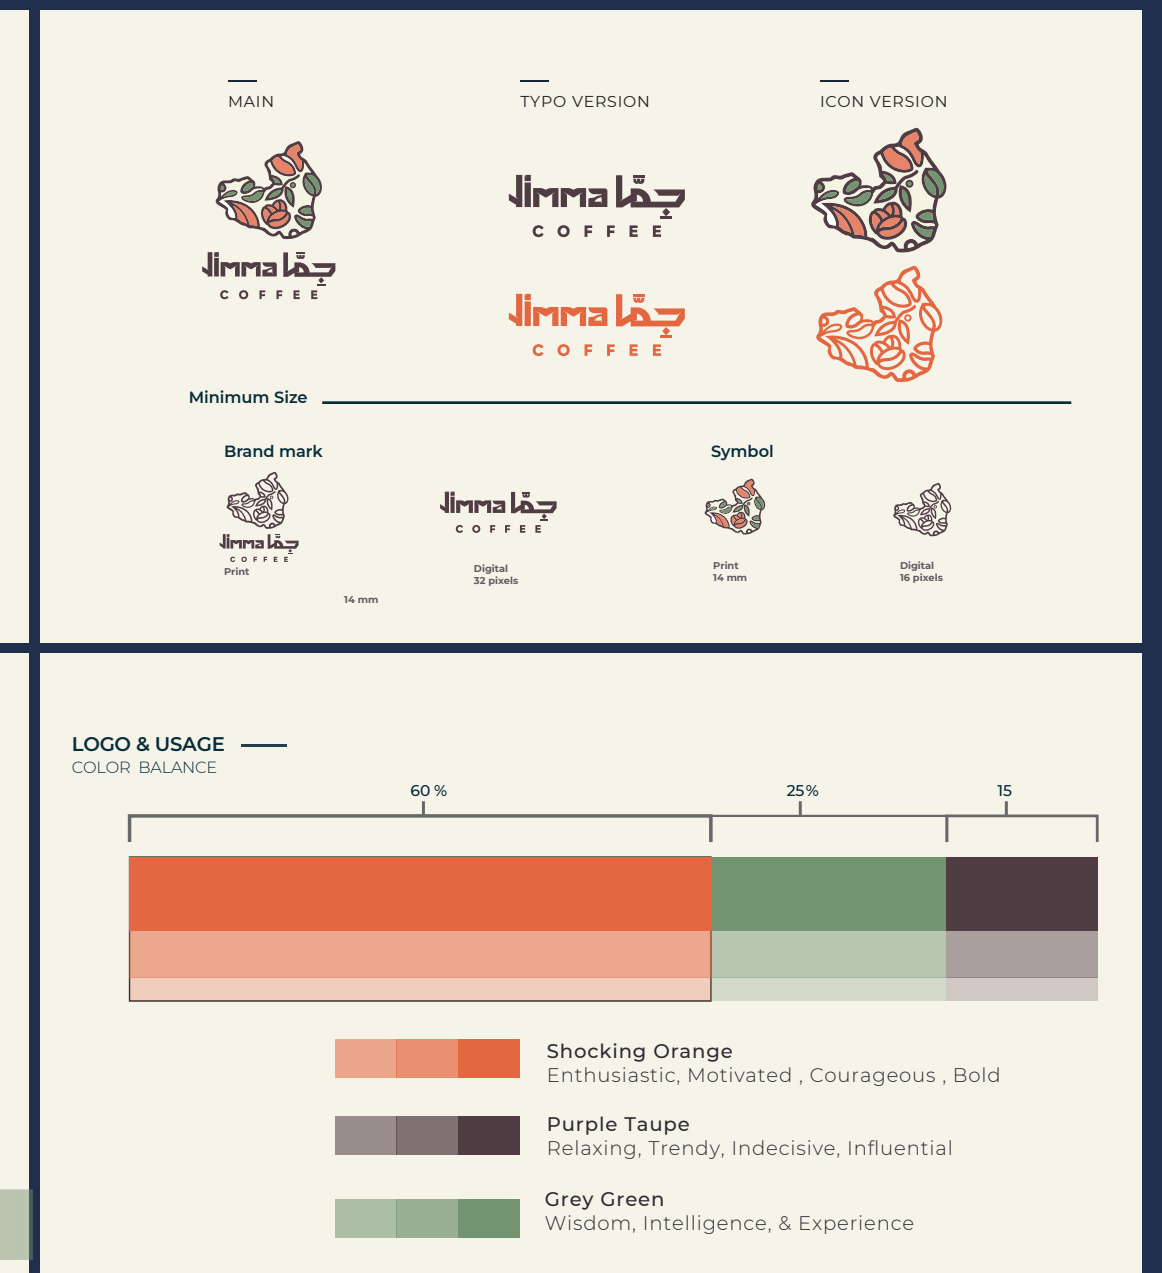 MAIN
TYPO VERSION
ICON VERSION
Jimma جمّا
COFFEE
Jimma جمّا
COFFEE
Jimma جمّا
COFFEE
Minimum Size
Brand mark
Symbol
Jimma جمّا
COFFEE
Print
14 mm
Jimma جمّا
COFFEE
Digital
32 pixels
Print
14 mm
Digital
16 pixels
LOGO & USAGE
COLOR BALANCE
60 %
25%
15
Shocking Orange
Enthusiastic, Motivated , Courageous , Bold
Purple Taupe
Relaxing, Trendy, Indecisive, Influential
Grey Green
Wisdom, Intelligence, & Experience